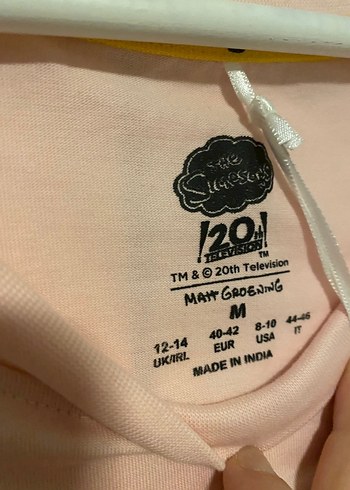 THE
SIMPSONS
20th
TELEVISION TM
TM & © 20th Television
MATT GROENING
M
12-14 40-42 8-10 44-46
UK/IRL EUR USA IT
MADE IN INDIA